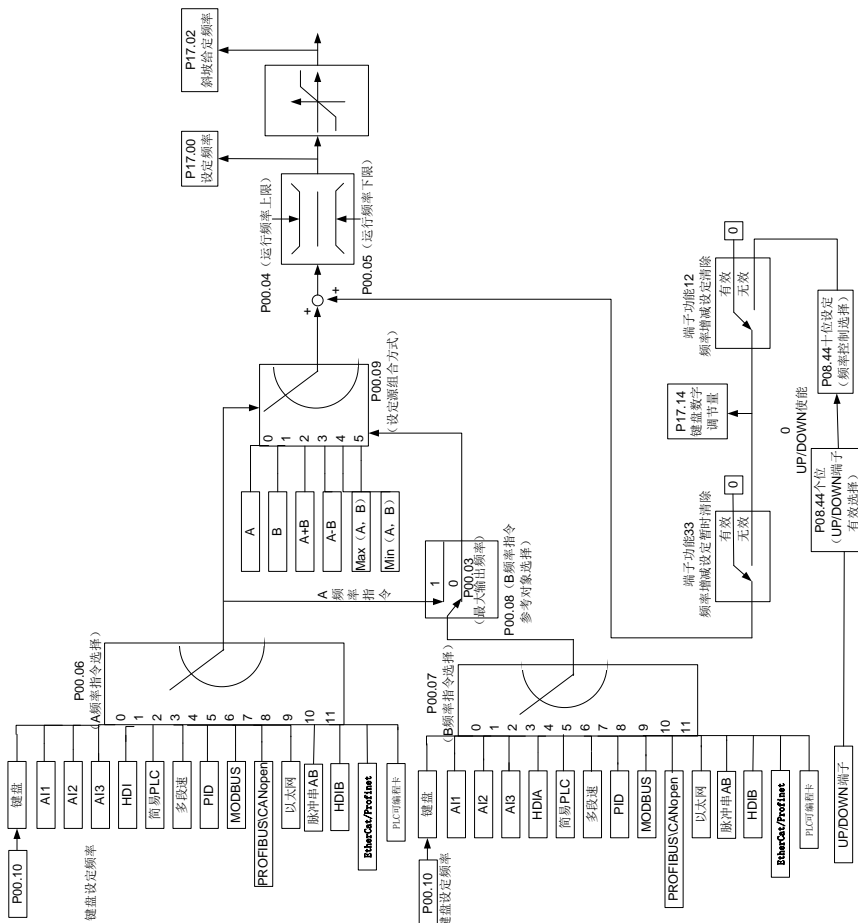 P17.02
斜坡给定频率
P17.00
设定频率
P00.04（运行频率上限）
P00.05（运行频率下限）
+
+
P00.09
（设定源组合方式）
0
1
2
3
4
5
A
B
A+B
A-B
Max（A，B）
Min（A，B）
A
频
率
指
令
1
0
P00.03
（最大输出频率）
P00.08（B频率指令
参考对象选择）
P00.06
（A频率指令选择）
0
1
2
3
4
5
6
7
8
9
10
11
P00.10
键盘设定频率
键盘
AI1
AI2
AI3
HDI
简易PLC
多段速
PID
MODBUS
PROFIBUS\CANopen
以太网
脉冲串AB
HDIB
EtherCat/Profinet
PLC可编程卡
P00.07
（B频率指令选择）
0
1
2
3
4
5
6
7
8
9
10
11
P00.10
键盘设定频率
键盘
AI1
AI2
AI3
HDIA
简易PLC
多段速
PID
MODBUS
PROFIBUS\CANopen
以太网
脉冲串AB
HDIB
EtherCat/Profinet
PLC可编程卡
端子功能12
频率增减设定清除
有效
无效
0
P17.14
键盘数字
调节量
端子功能33
频率增减设定暂时清除
有效
无效
0
P08.44十位设定
（频率控制选择）
0
UP/DOWN使能
P08.44个位
（UP/DOWN端子
有效选择）
UP/DOWN端子